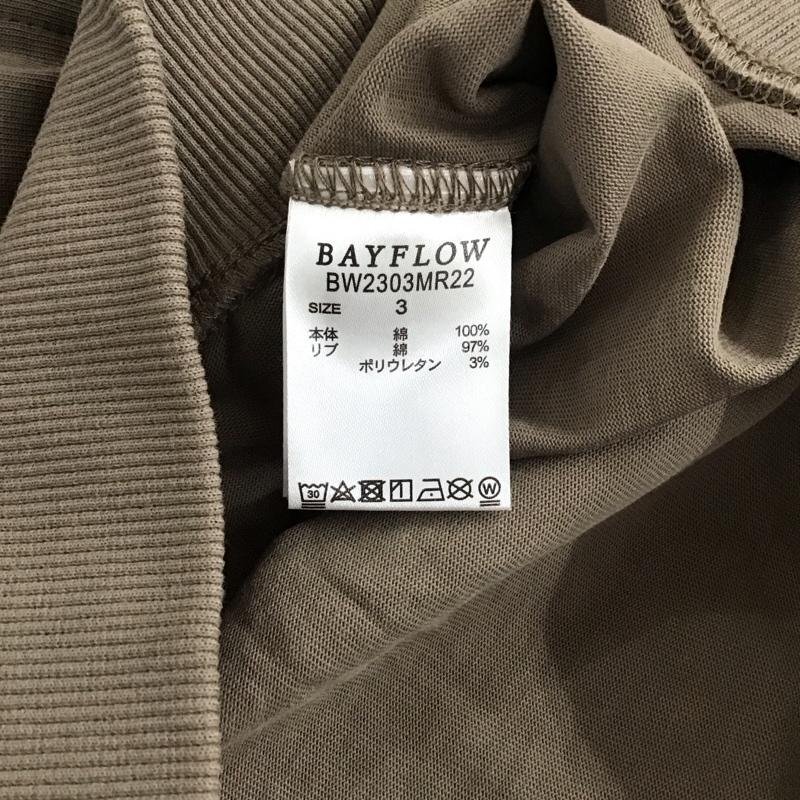 BAYFLOW
BW2303MR22
SIZE 3
本体 綿 100%
リブ 綿 97%
ポリウレタン 3%
30 W